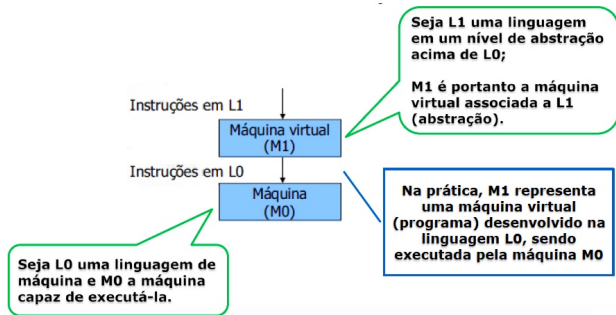 Seja L1 uma linguagem
em um nível de abstração
acima de L0;
M1 é portanto a máquina
virtual associada a L1
(abstração).
Instruções em L1
Máquina virtual
(M1)
Instruções em L0
Máquina
(M0)
Na prática, M1 representa
uma máquina virtual
(programa) desenvolvido na
linguagem L0, sendo
executada pela máquina M0
Seja L0 uma linguagem de
máquina e M0 a máquina
capaz de executá-la.